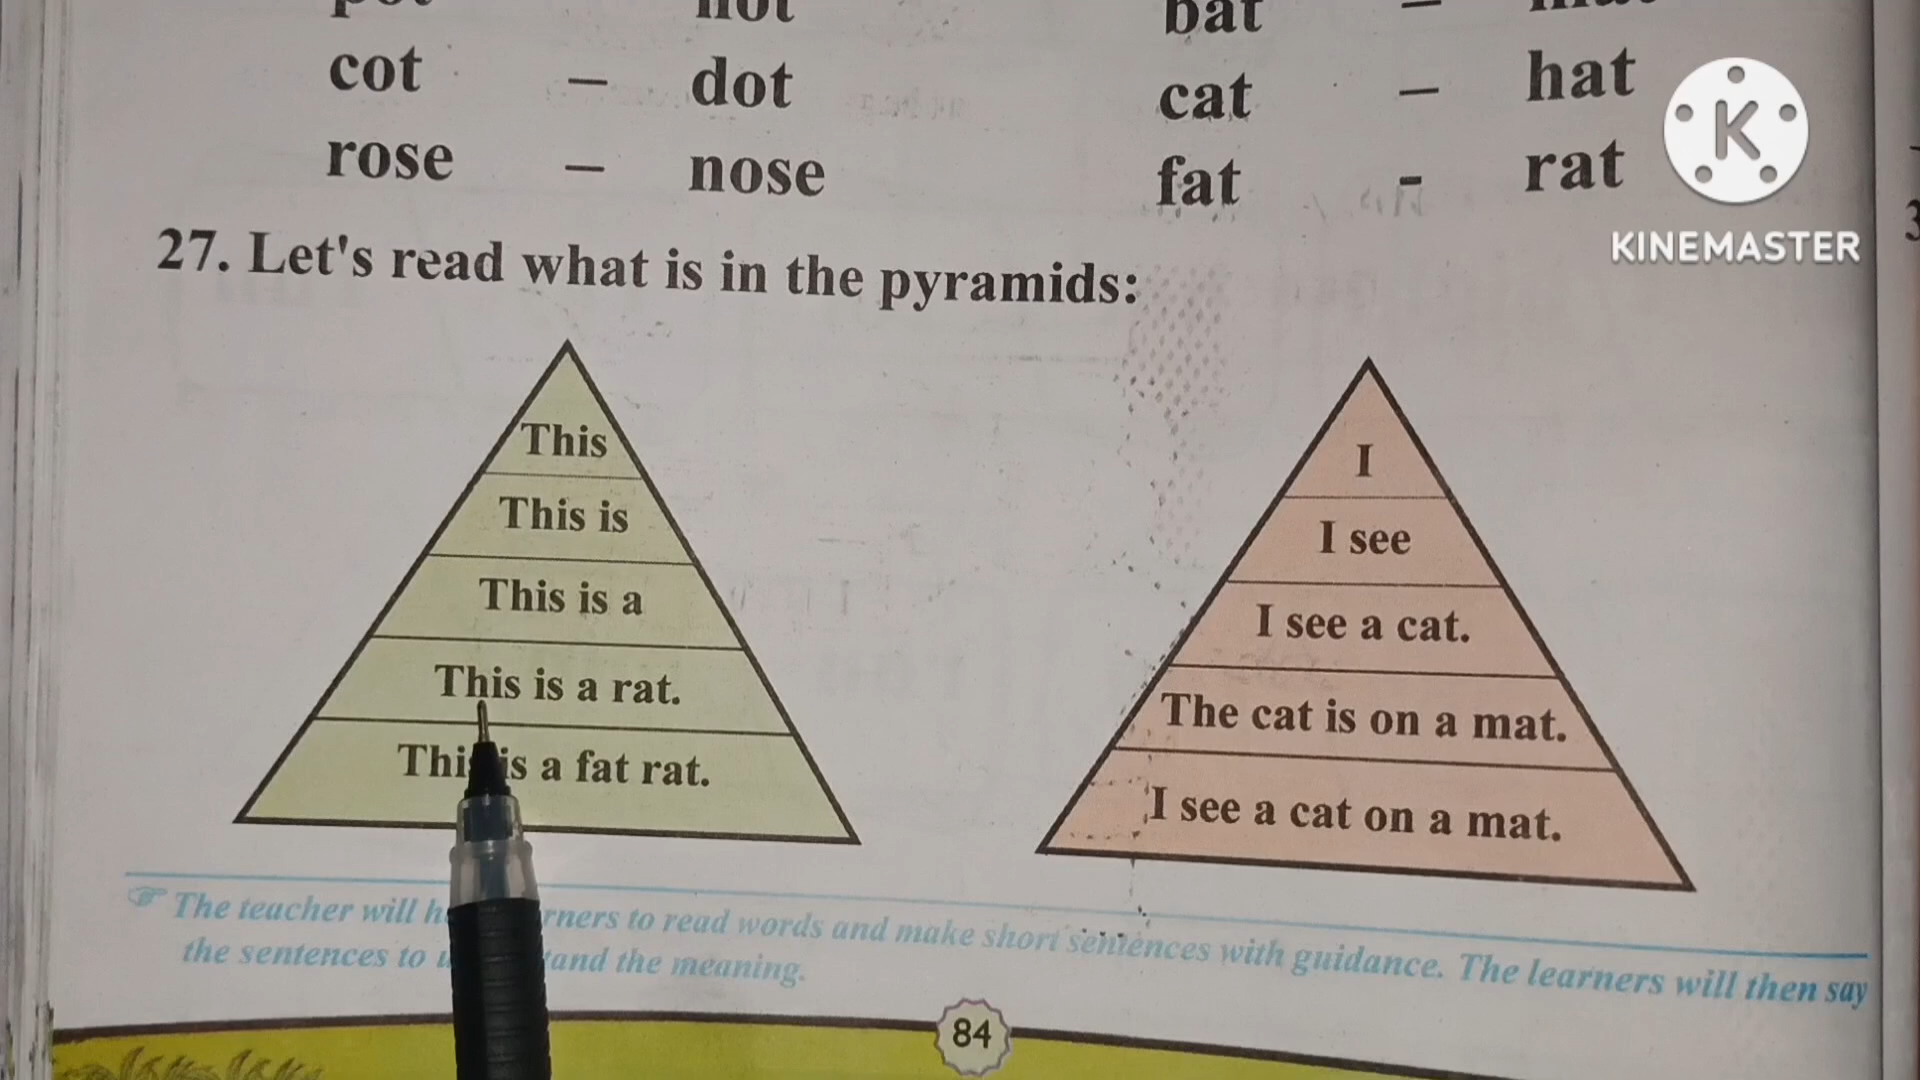 bat –
cot – dot cat – hat
rose – nose fat - rat
KINEMASTER
27. Let's read what is in the pyramids:
This
This is
This is a
This is a rat.
This is a fat rat.
I
I see
I see a cat.
The cat is on a mat.
I see a cat on a mat.
The teacher will rners to read words and make short sentences with guidance. The learners will then say
the sentences to and the meaning.
84